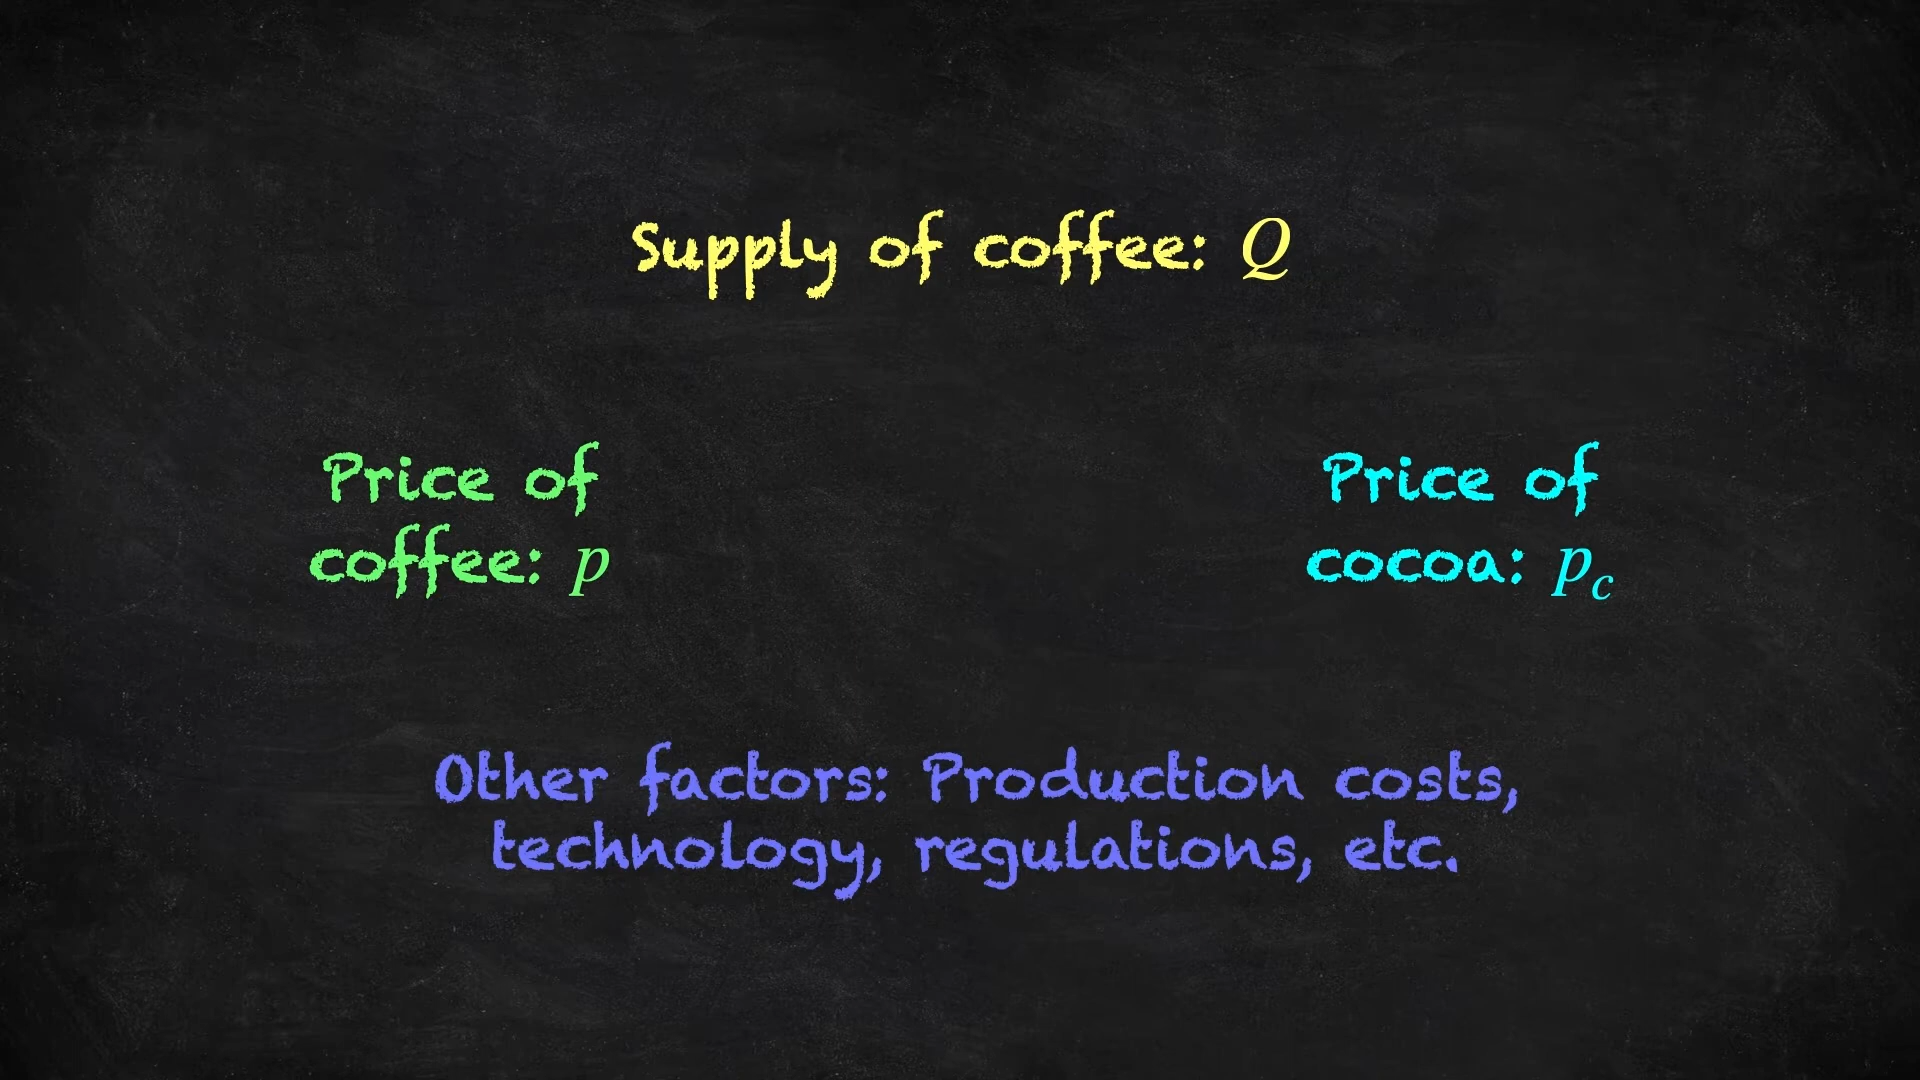 Supply of coffee: Q
Price of
coffee: p
Price of
cocoa: p_c
Other factors: Production costs,
technology, regulations, etc.